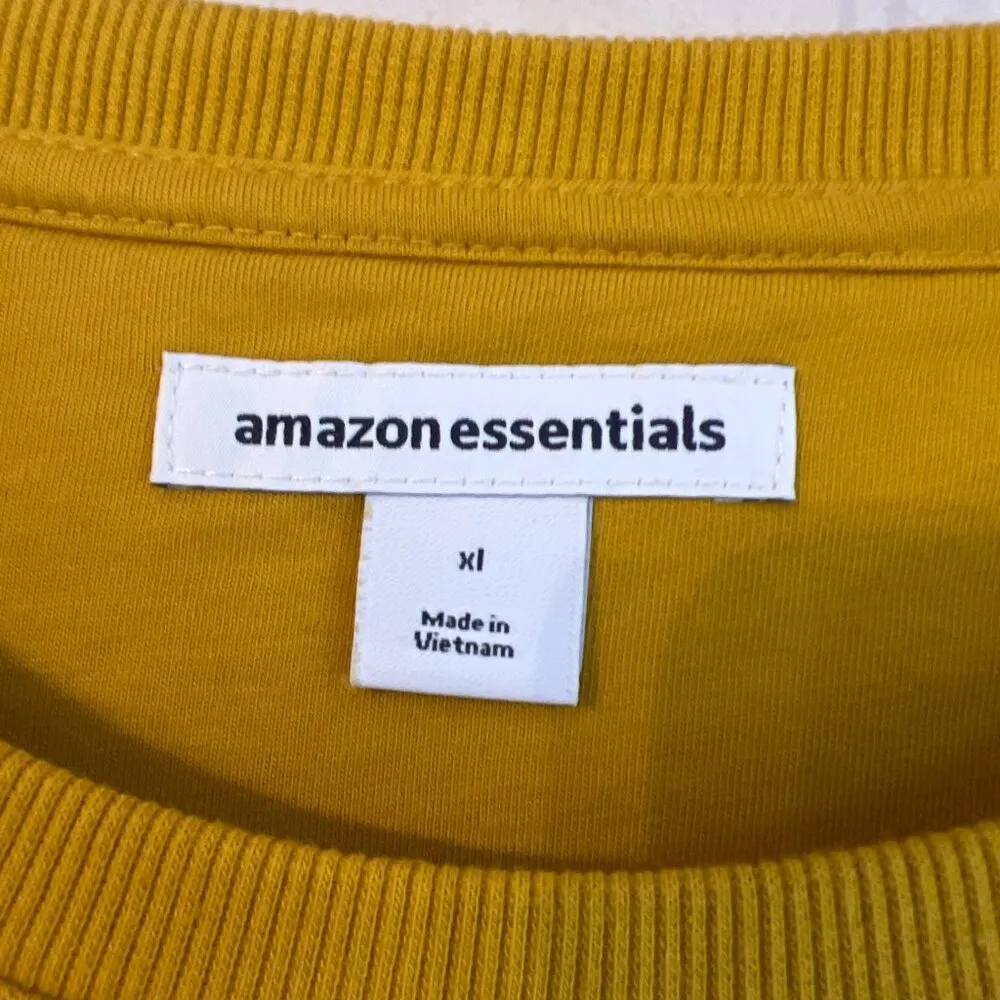 amazon essentials
xl
Made in
Vietnam